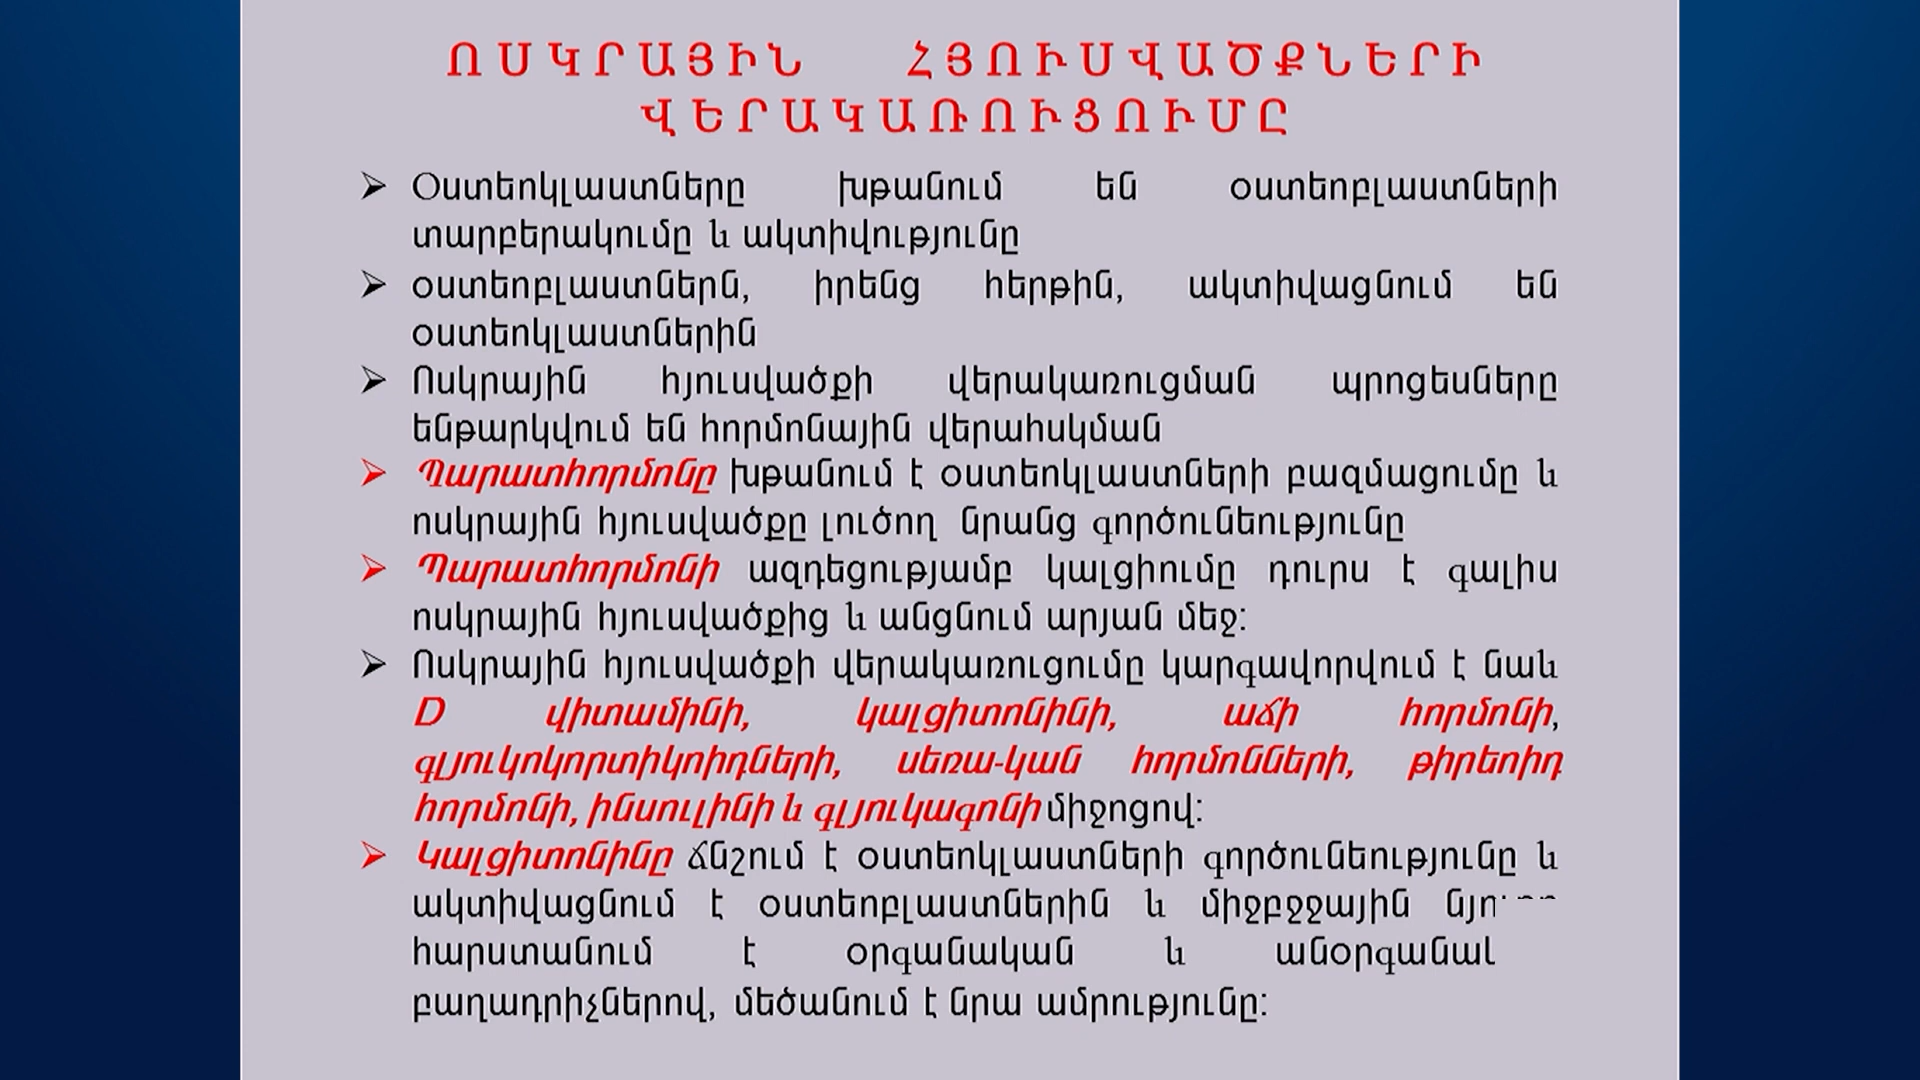 ՈՍԿՐԱՅԻՆ ՀՅՈՒՍՎԱԾՔՆԵՐԻ
ՎԵՐԱԿԱՌՈՒՑՈՒՄԸ
➢ Օստեոկլաստները խթանում են օստեոբլաստների
տարբերակումը և ակտիվությունը
➢ օստեոբլաստներն, իրենց հերթին, ակտիվացնում են
օստեոկլաստներին
➢ Ոսկրային հյուսվածքի վերակառուցման պրոցեսները
ենթարկվում են հորմոնային վերահսկման
➢ Պարատհորմոնը խթանում է օստեոկլաստների բազմացումը և
ոսկրային հյուսվածքը լուծող նրանց գործունեությունը
➢ Պարատհորմոնի ազդեցությամբ կալցիումը դուրս է գալիս
ոսկրային հյուսվածքից և անցնում արյան մեջ:
➢ Ոսկրային հյուսվածքի վերակառուցումը կարգավորվում է նաև
D վիտամինի, կալցիտոնինի, աճի հորմոնի,
գլյուկոկորտիկոիդների, սեռա-կան հորմոնների, թիրեոիդ
հորմոնի, ինսուլինի և գլյուկագոնի միջոցով:
➢ Կալցիտոնինը ճնշում է օստեոկլաստների գործունեությունը և
ակտիվացնում է օստեոբլաստներին և միջբջջային
հարստանում է օրգանական և
բաղադրիչներով, մեծանում է նրա ամրությունը: